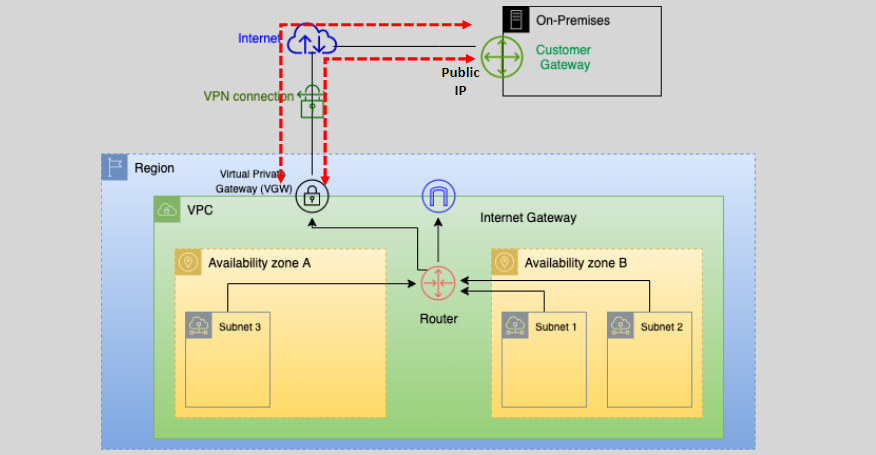 On-Premises
Internet
Customer
Gateway
Public
IP
VPN connection
Region
Virtual Private
Gateway (VGW)
VPC
Internet Gateway
Availability zone A
Availability zone B
Router
Subnet 3
Subnet 1
Subnet 2